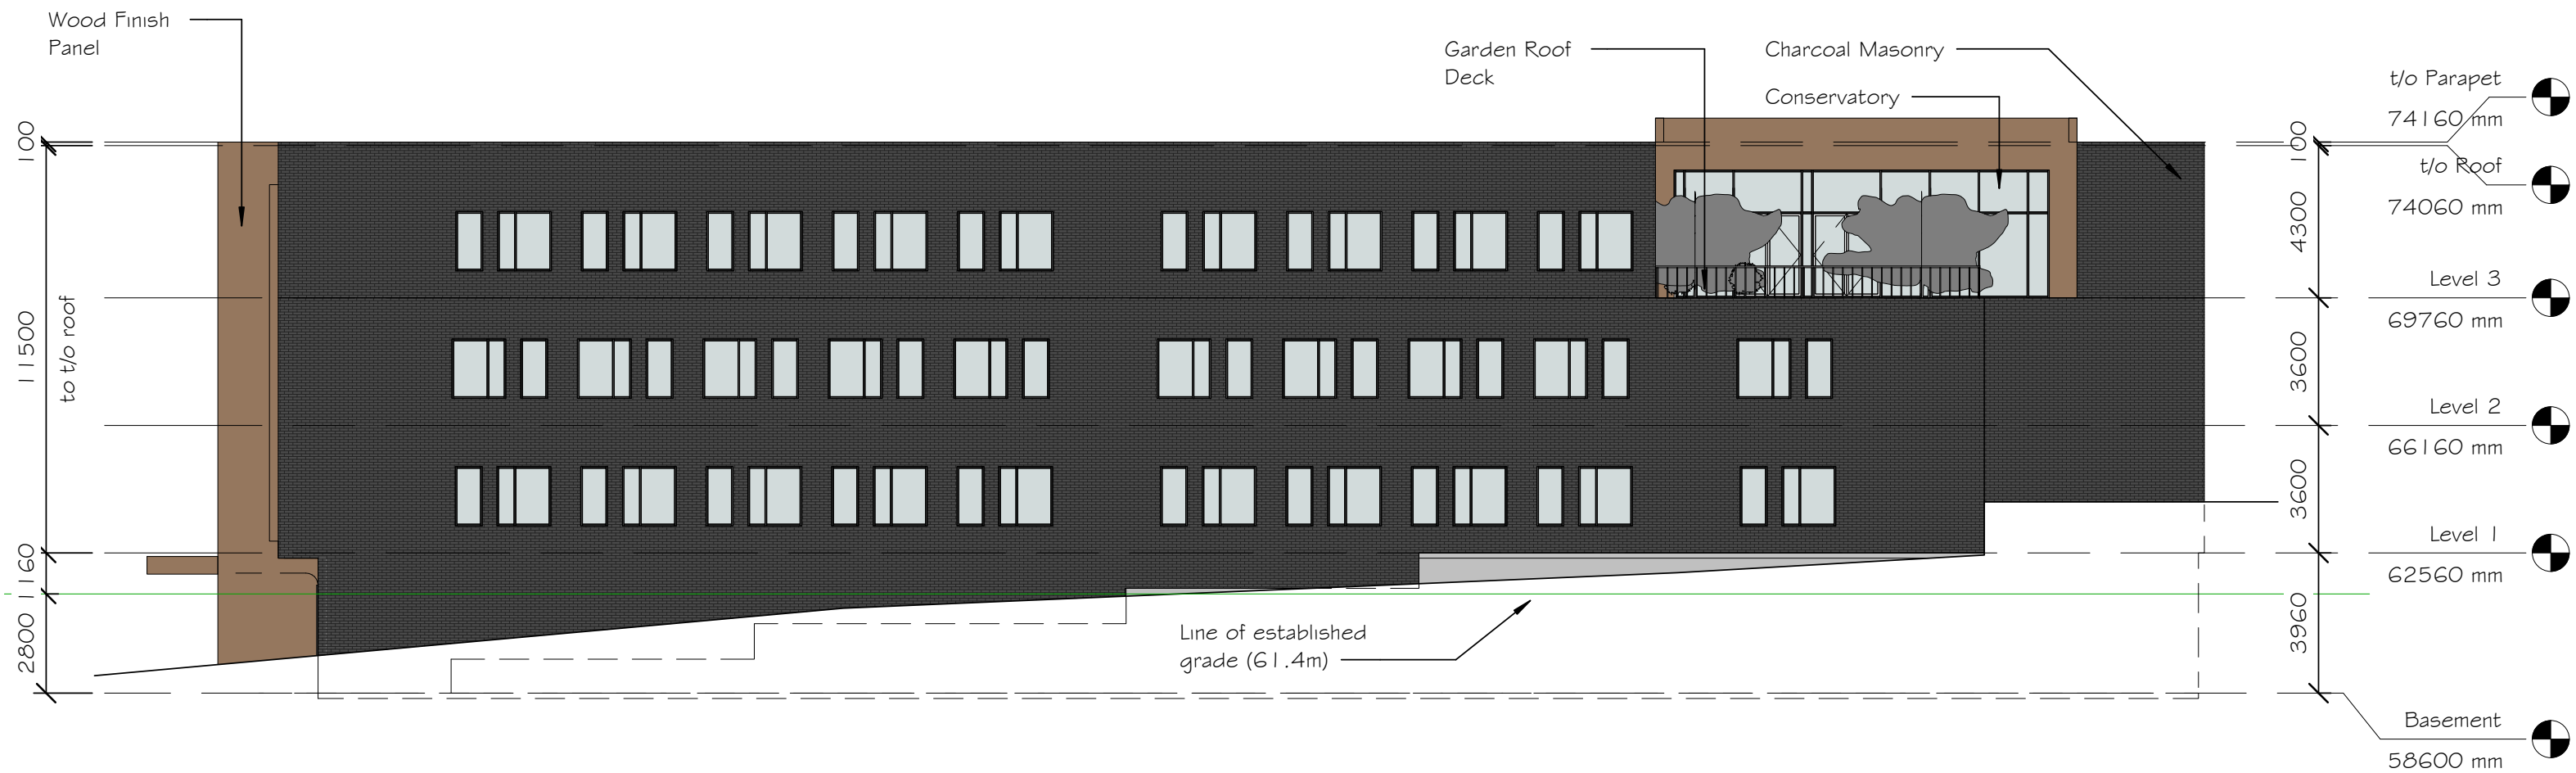 Wood Finish
Panel
Garden Roof
Deck
Charcoal Masonry
Conservatory
t/o Parapet
74160 mm
t/o Roof
74060 mm
Level 3
69760 mm
Level 2
66160 mm
Level 1
62560 mm
Basement
58600 mm
100
11500
to t/o roof
1160
2800
100
4300
3600
3600
3960
Line of established
grade (61.4m)